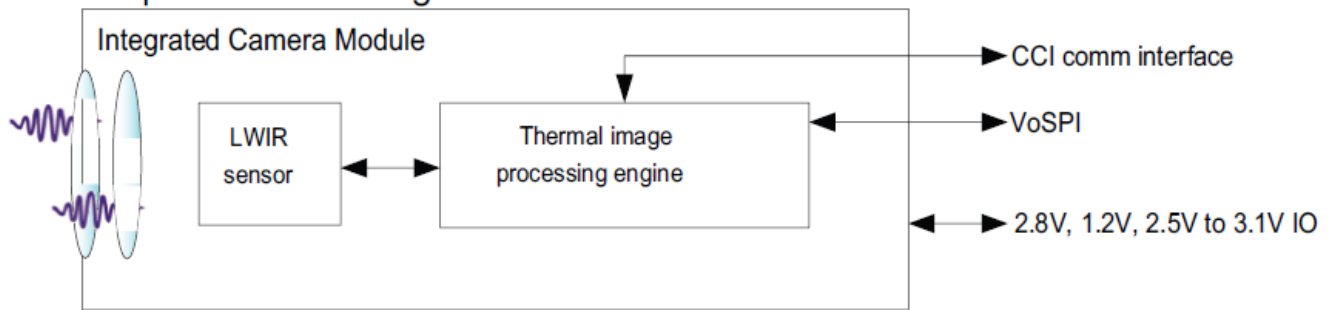 Integrated Camera Module
CCI comm interface
LWIR
sensor
Thermal image
processing engine
VoSPI
2.8V, 1.2V, 2.5V to 3.1V IO